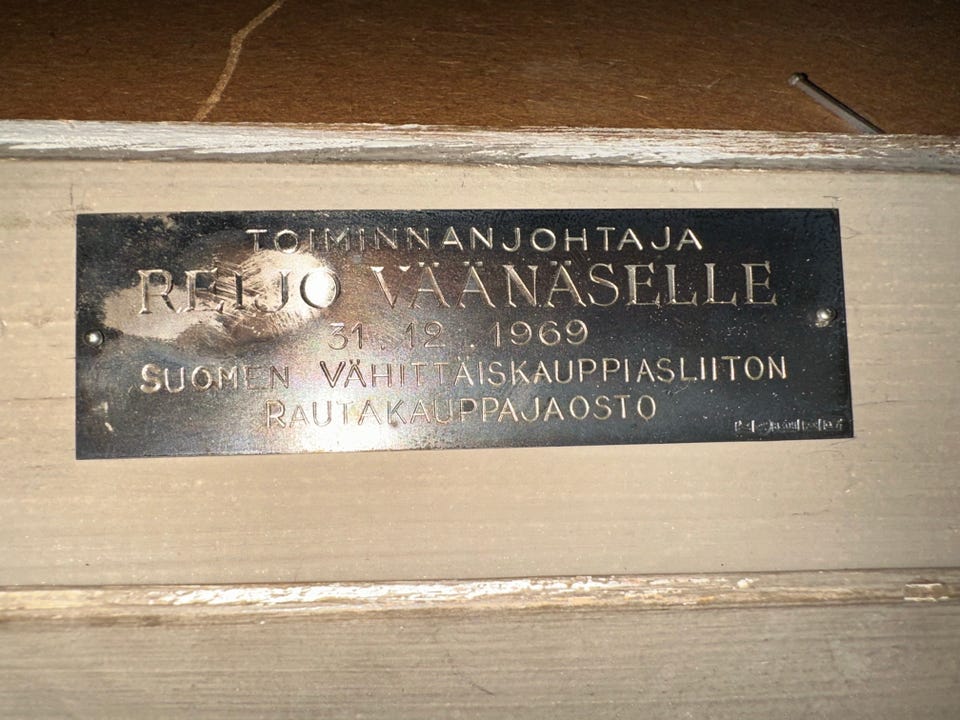 TOIMINNANJOHTAJA
REIJO VÄÄNÄSELLE
31.12.1969
SUOMEN VÄHITTÄISKAUPPIASLIITON
RAUTAKAUPPAJAOSTO